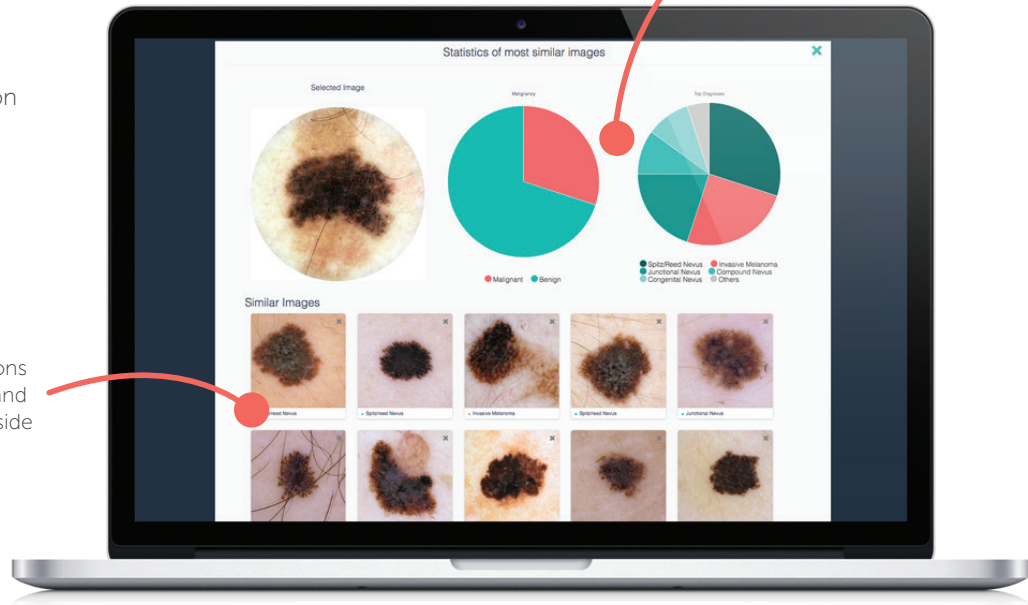 on
Statistics of most similar images
Selected Image
Malignancy
Top Diagnoses
Malignant Benign
Spitz/Reed Nevus Invasive Melanoma
Junctional Nevus Compound Nevus
Congenital Nevus Others
Similar Images
ons
and
side
reed Nevus
Spitz/reed Nevus
Invasive Melanoma
Spitz/reed Nevus
Junctional Nevus